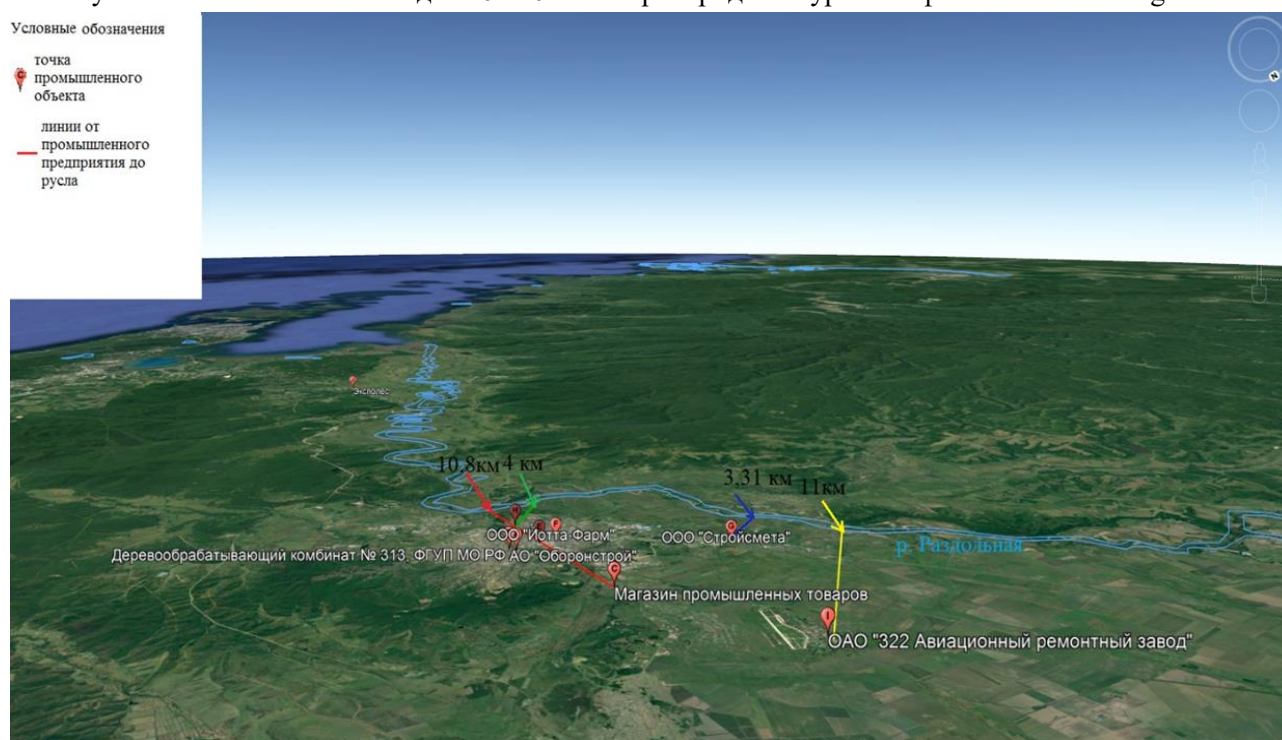 Условные обозначения
точка
промышленного
объекта
линии от
промышленного
предприятия до
русла
Эксполес
10.8км
4 км
3.31 км
11км
ООО "Йотта-Фарм"
ООО "Стройсмета"
р. Раздольная
Деревообрабатывающий комбинат № 313, ФГУП МО РФ
АО "Оборонстрой"
Магазин промышленных товаров
ОАО "322 Авиационный ремонтный завод"
C
H
F
G
C
I
N